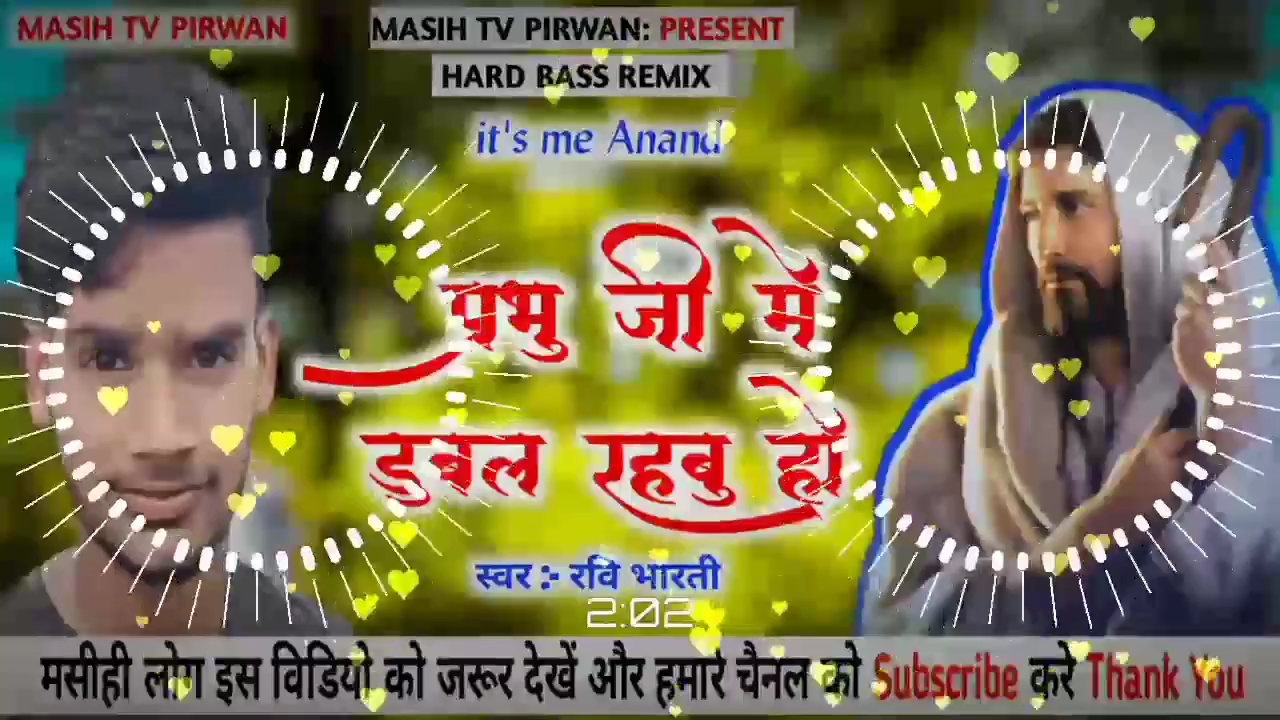 MASIH TV PIRWAN
MASIH TV PIRWAN: PRESENT
HARD BASS REMIX
it's me Anand
प्रभु जी में
डुबल रहबु हो
स्वर :- रवि भारती
2:02
मसीही लोग इस विडियो को जरूर देखें और हमारे चैनल को Subscribe करे Thank You